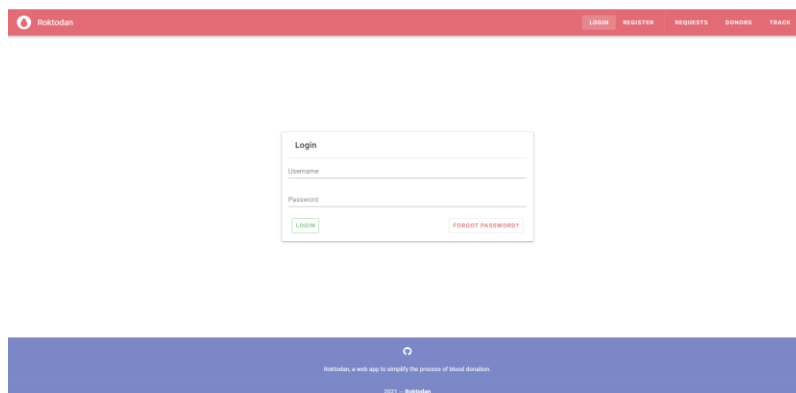 Roktodan LOGIN REGISTER REQUESTS DONORS TRACK
Login
Username
Password
LOGIN FORGOT PASSWORD?
Roktodan, a web app to simplify the process of blood donation.
2021 — Roktodan